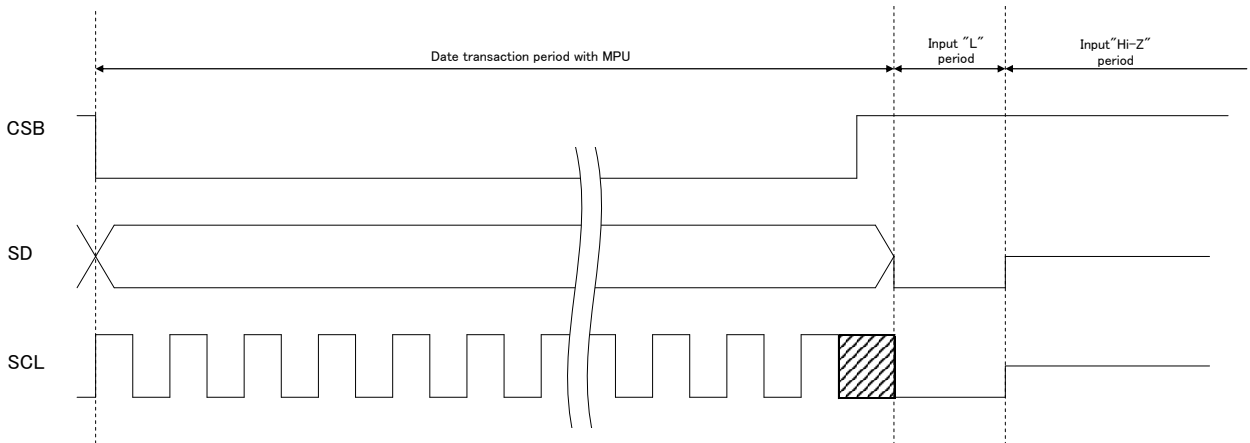 Date transaction period with MPU
Input "L"
period
Input"Hi-Z"
period
CSB
SD
SCL